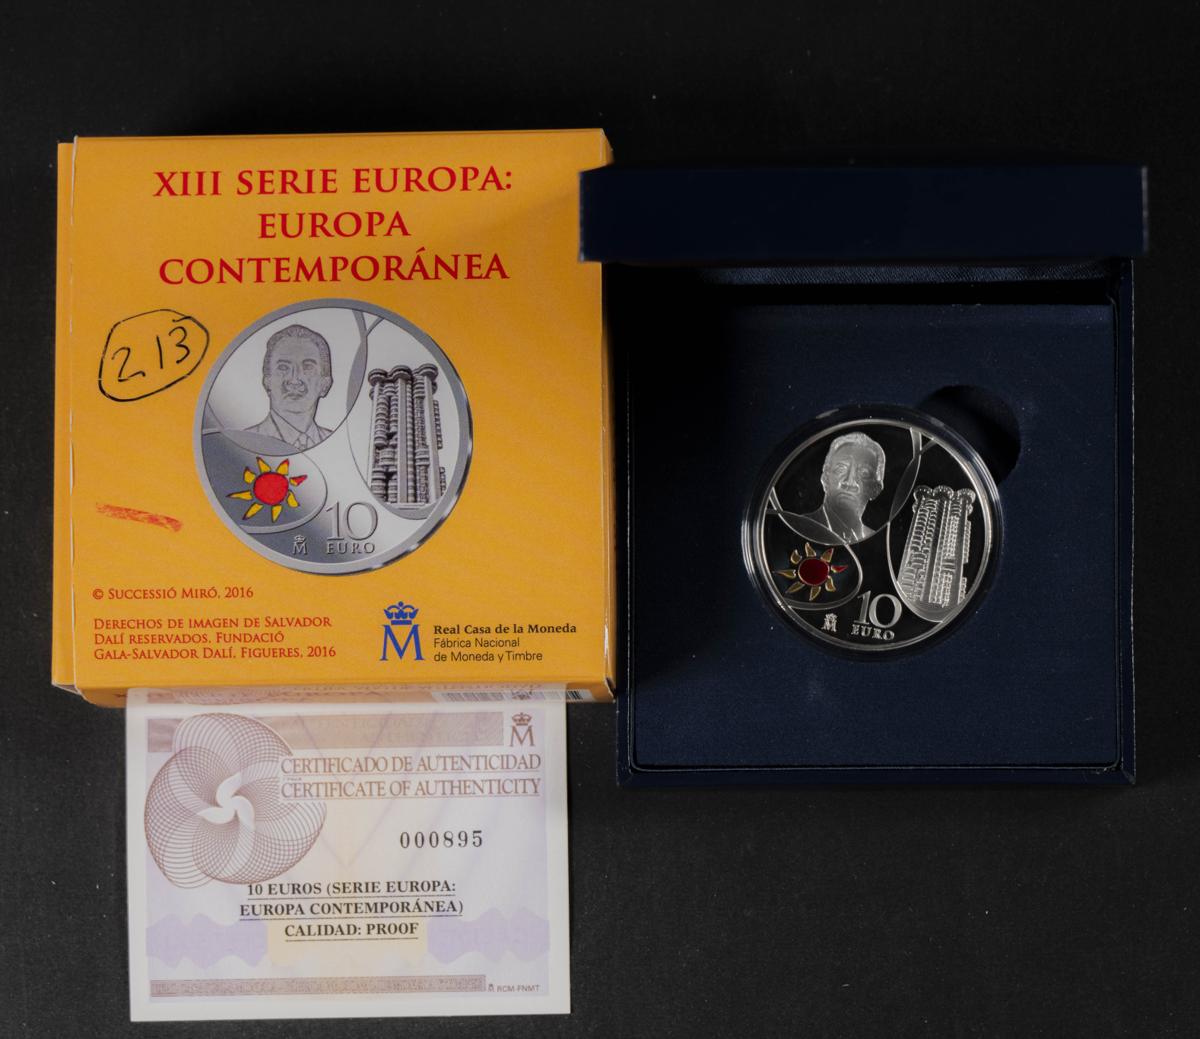 XIII SERIE EUROPA:
EUROPA
CONTEMPORÁNEA
2,13
10
EURO
M
© SUCCESSIÓ MIRÓ, 2016
DERECHOS DE IMAGEN DE SALVADOR
DALÍ RESERVADOS. FUNDACIÓ
GALA-SALVADOR DALÍ, FIGUERES, 2016
M
Real Casa de la Moneda
Fábrica Nacional
de Moneda y Timbre
10
EURO
M
M
CERTIFICADO DE AUTENTICIDAD
CERTIFICATE OF AUTHENTICITY
000895
10 EUROS (SERIE EUROPA:
EUROPA CONTEMPORÁNEA)
CALIDAD: PROOF
RCM-FNMT